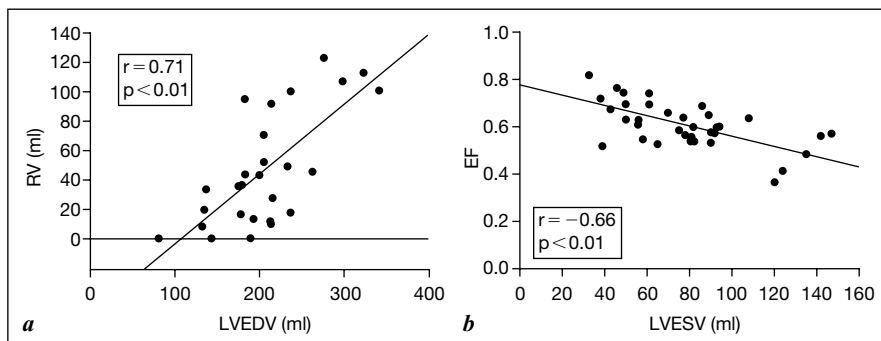 140
120
100
80
60
40
20
0
RV (ml)
r=0.71
p<0.01
0 100 200 300 400
a LVEDV (ml)
1.0
0.8
0.6
0.4
0.2
0.0
EF
r=−0.66
p<0.01
0 20 40 60 80 100 120 140 160
b LVESV (ml)